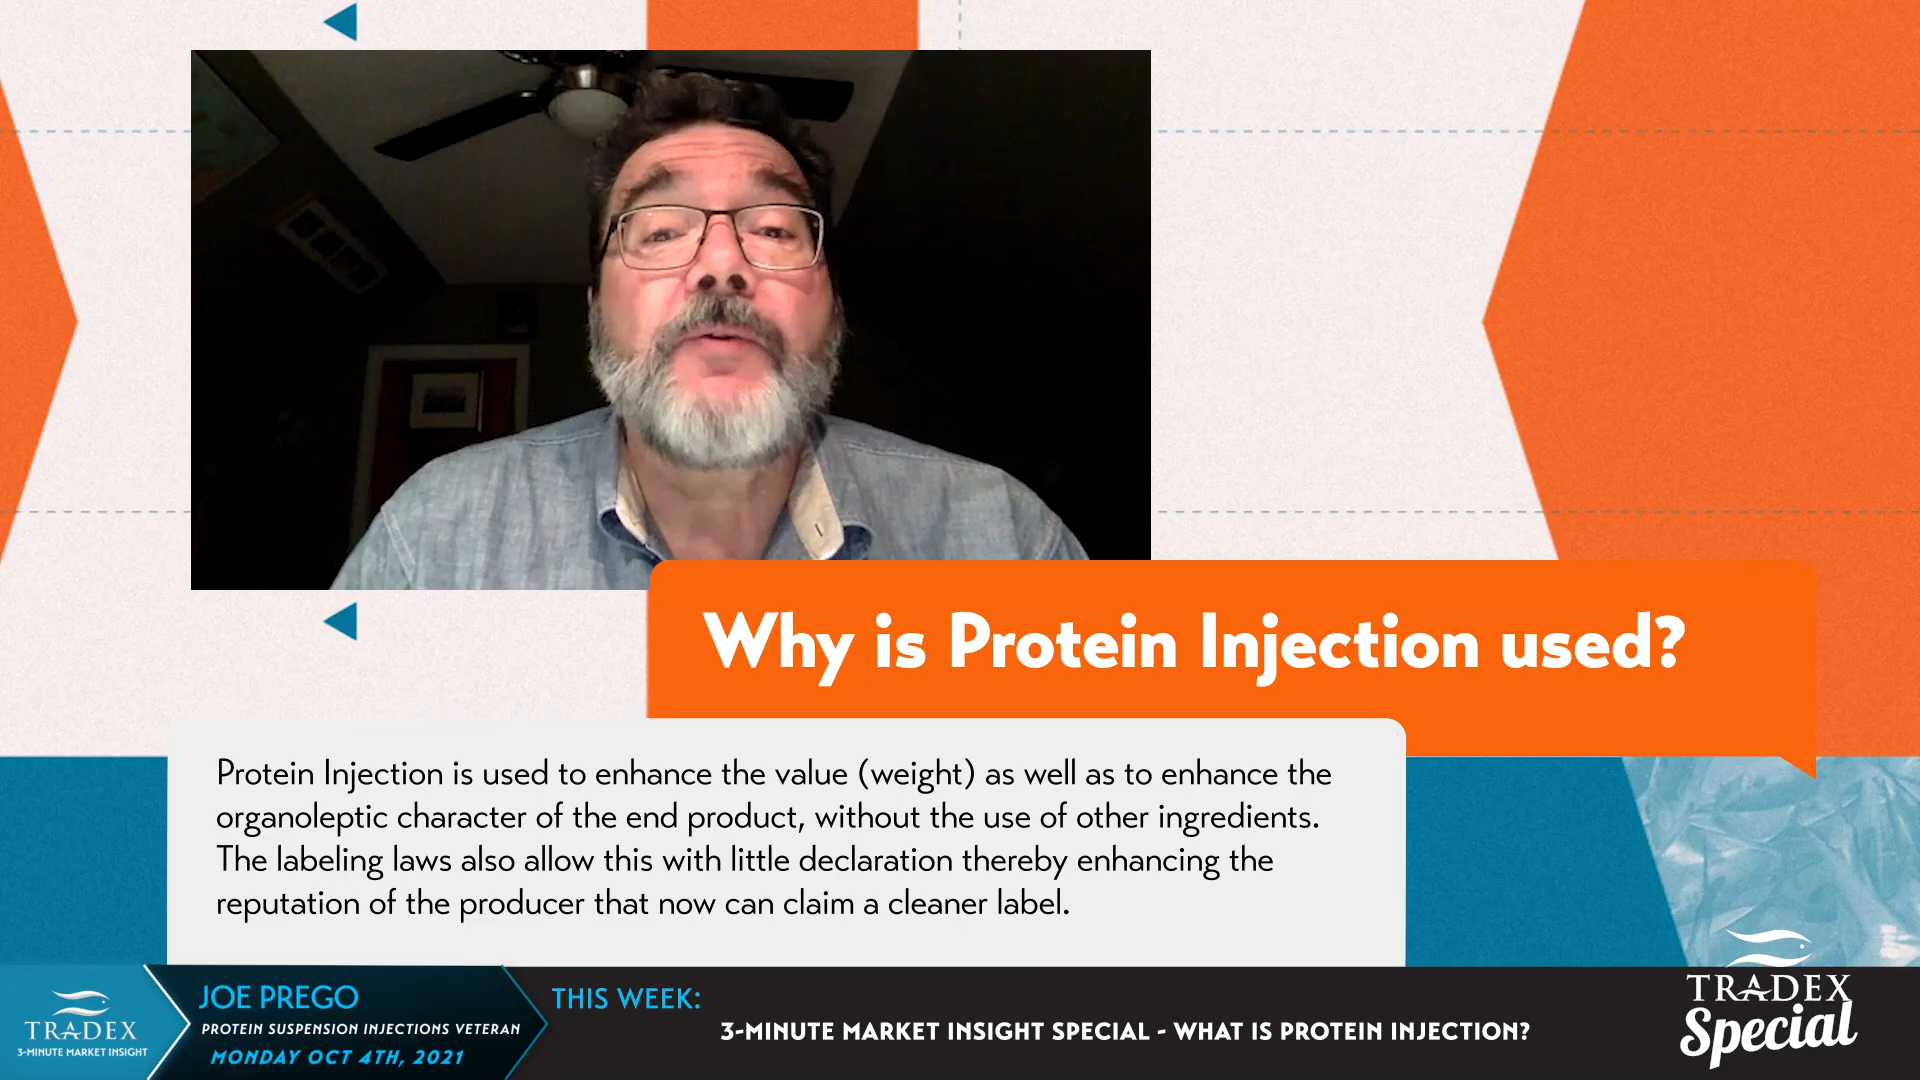 Why is Protein Injection used?
Protein Injection is used to enhance the value (weight) as well as to enhance the
organoleptic character of the end product, without the use of other ingredients.
The labeling laws also allow this with little declaration thereby enhancing the
reputation of the producer that now can claim a cleaner label.
TRADEX
3-MINUTE MARKET INSIGHT
JOE PREGO
PROTEIN SUSPENSION INJECTIONS VETERAN
MONDAY OCT 4TH, 2021
THIS WEEK:
3-MINUTE MARKET INSIGHT SPECIAL - WHAT IS PROTEIN INJECTION?
TRADEX
Special